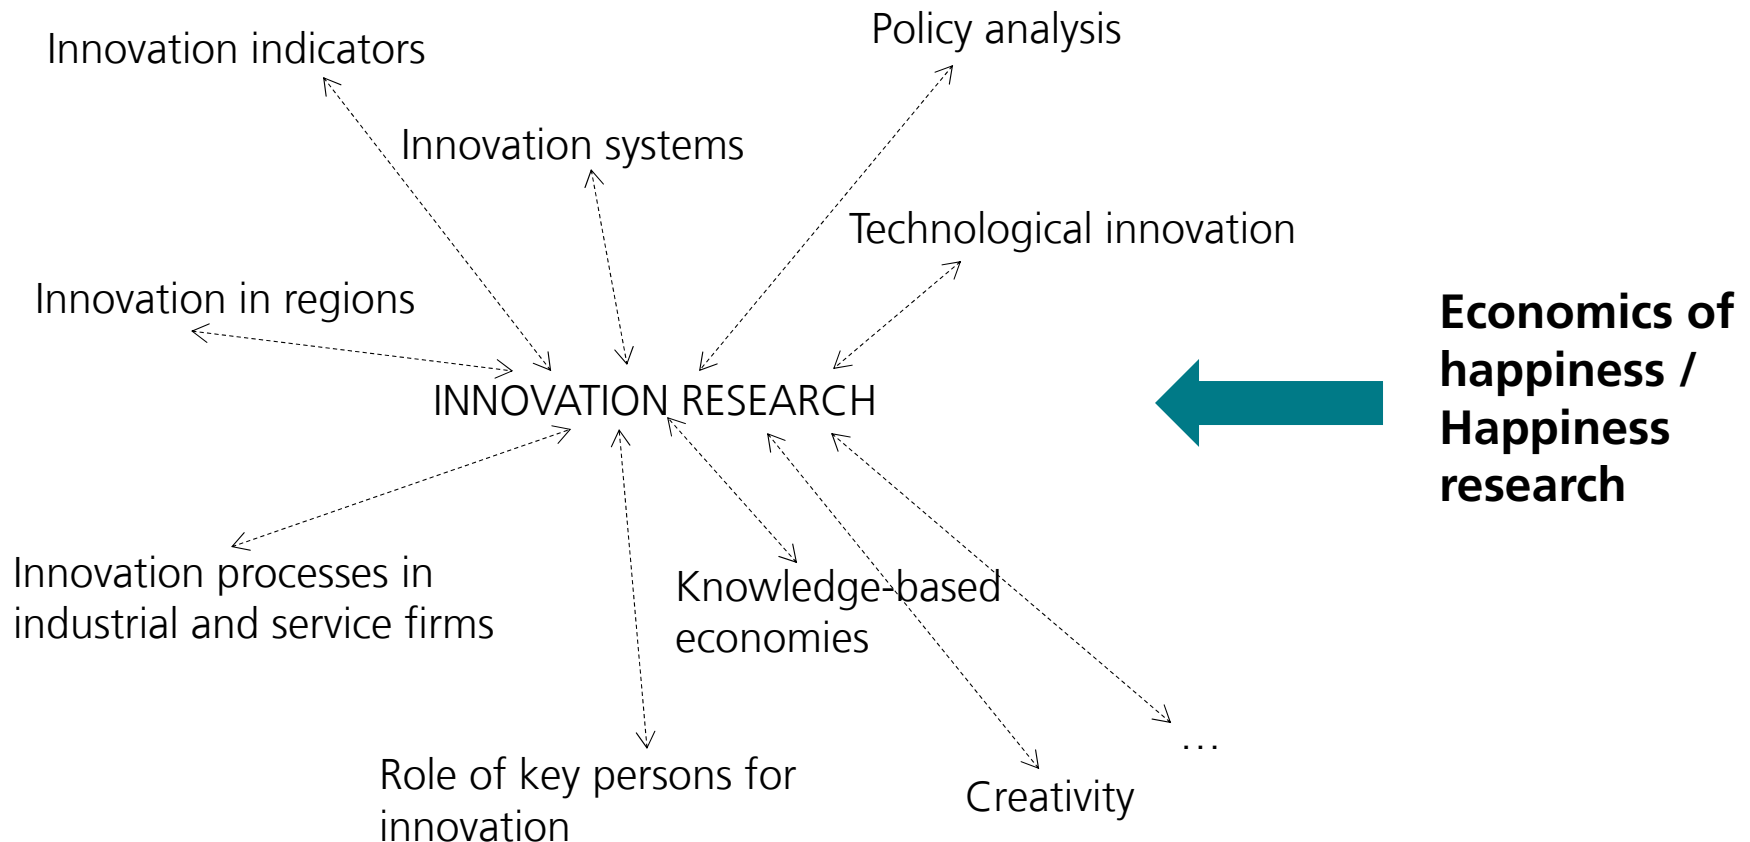 Policy analysis
Innovation indicators
Innovation systems
Technological innovation
Innovation in regions
Economics of
happiness /
Happiness
research
INNOVATION RESEARCH
Innovation processes in
industrial and service firms
Knowledge-based
economies
...
Role of key persons for
innovation
Creativity